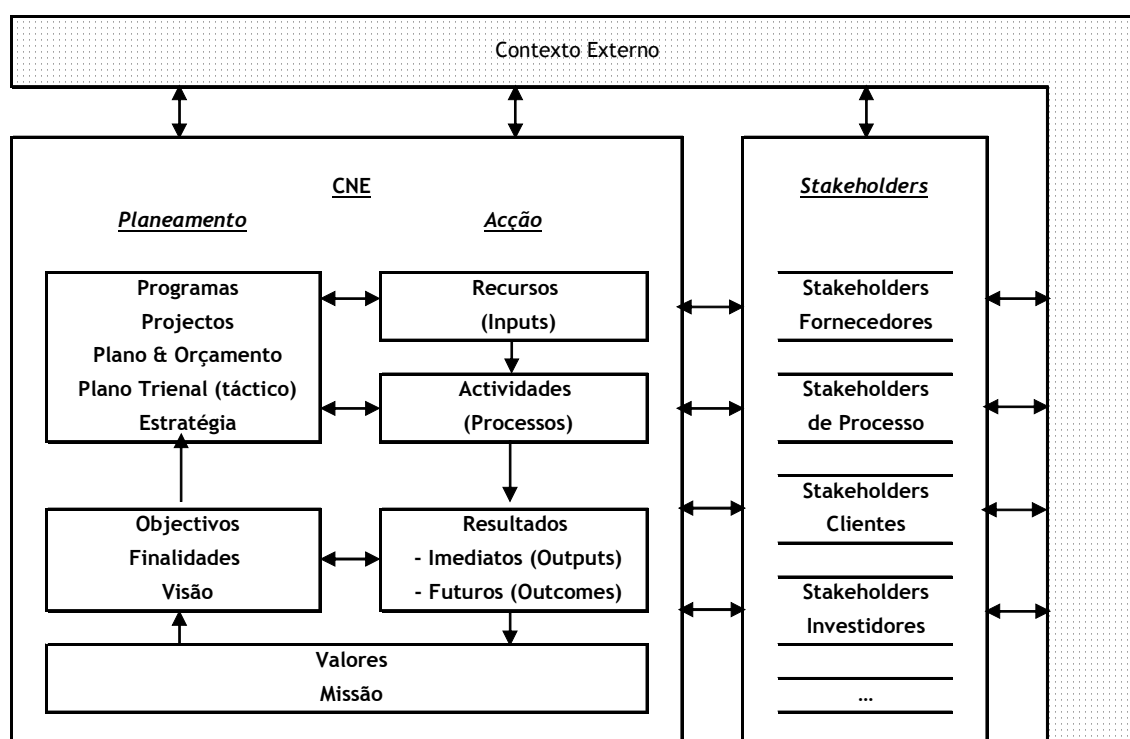 Contexto Externo
CNE
Planeamento
Acção
Programas
Projectos
Plano & Orçamento
Plano Trienal (táctico)
Estratégia
Objectivos
Finalidades
Visão
Recursos
(Inputs)
Actividades
(Processos)
Resultados
- Imediatos (Outputs)
- Futuros (Outcomes)
Valores
Missão
Stakeholders
Stakeholders
Fornecedores
Stakeholders
de Processo
Stakeholders
Clientes
Stakeholders
Investidores
...